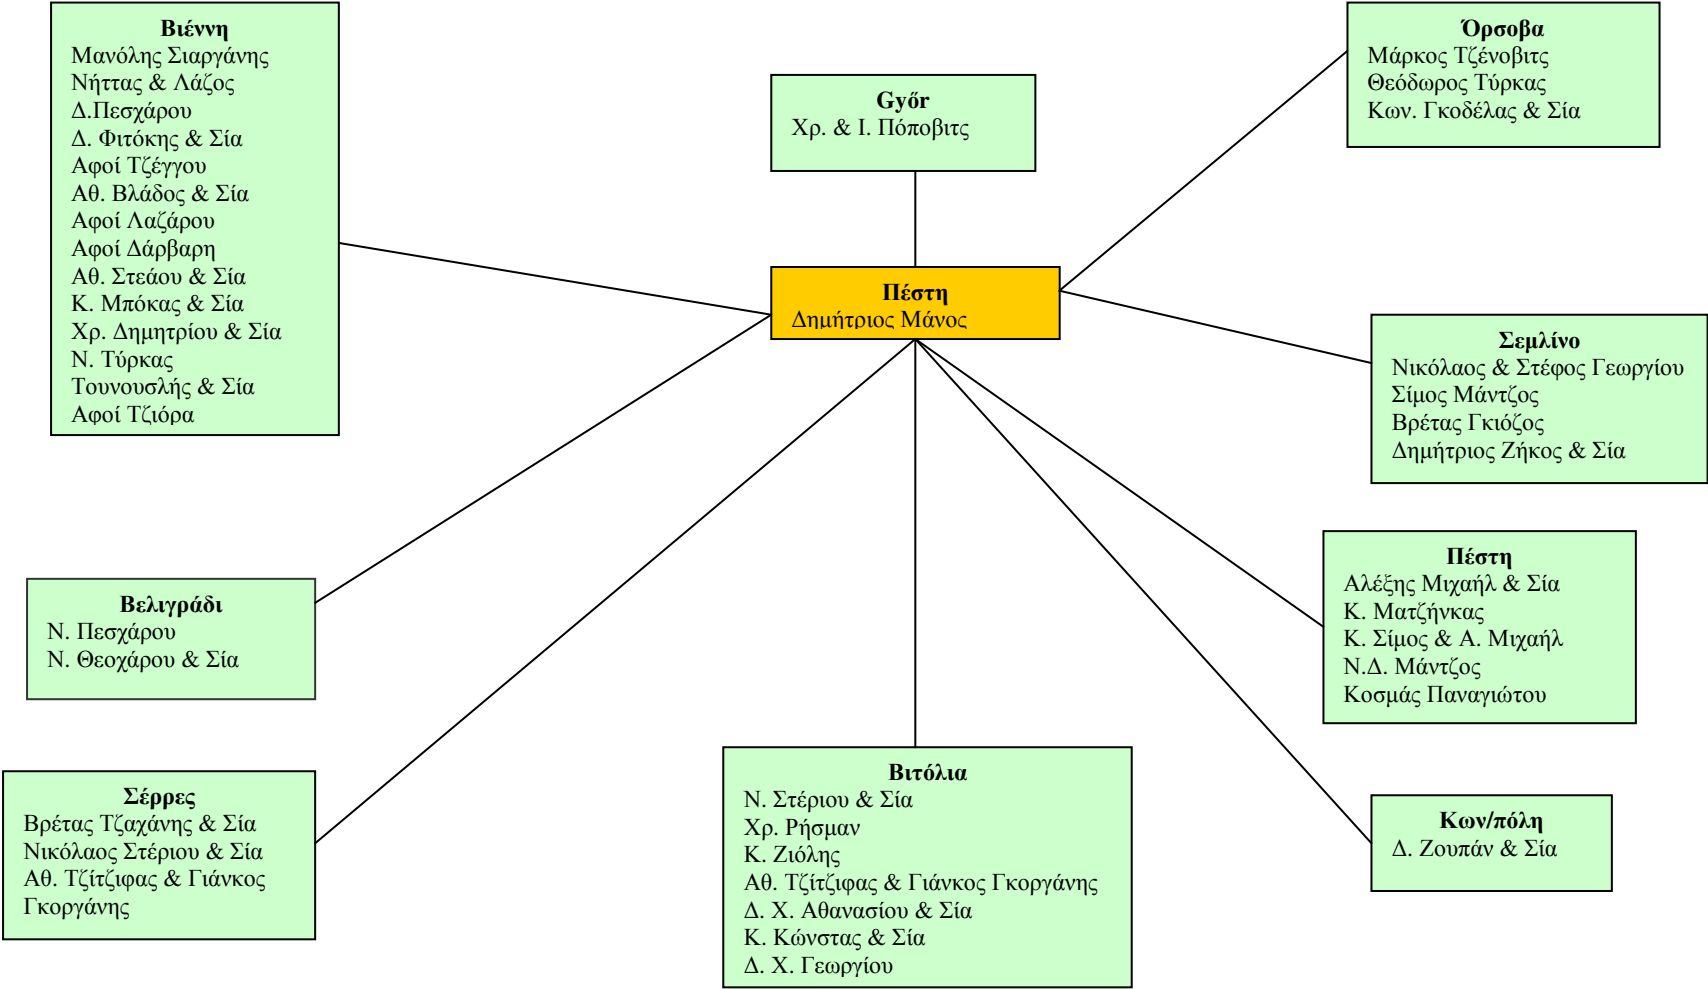 Βιέννη
Μανόλης Σιαργάνης
Νήττας & Λάζος
Δ.Πεσχάρου
Δ. Φιτόκης & Σία
Αφοί Τζέγγου
Αθ. Βλάδος & Σία
Αφοί Λαζάρου
Αφοί Δάρβαρη
Αθ. Στεάου & Σία
Κ. Μπόκας & Σία
Χρ. Δημητρίου & Σία
Ν. Τύρκας
Τουνουσλής & Σία
Αφοί Τζιόρα
Győr
Χρ. & Ι. Πόποβιτς
Όρσοβα
Μάρκος Τζένοβιτς
Θεόδωρος Τύρκας
Κων. Γκοδέλας & Σία
Πέστη
Δημήτριος Μάνος
Σεμλίνο
Νικόλαος & Στέφος Γεωργίου
Σίμος Μάντζος
Βρέτας Γκιόζος
Δημήτριος Ζήκος & Σία
Βελιγράδι
Ν. Πεσχάρου
Ν. Θεοχάρου & Σία
Πέστη
Αλέξης Μιχαήλ & Σία
Κ. Ματζήνκας
Κ. Σίμος & Α. Μιχαήλ
Ν.Δ. Μάντζος
Κοσμάς Παναγιώτου
Σέρρες
Βρέτας Τζαχάνης & Σία
Νικόλαος Στέριου & Σία
Αθ. Τζίτζιφας & Γιάνκος
Γκοργάνης
Βιτόλια
Ν. Στέριου & Σία
Χρ. Ρήσμαν
Κ. Ζιόλης
Αθ. Τζίτζιφας & Γιάνκος Γκοργάνης
Δ. Χ. Αθανασίου & Σία
Κ. Κώνστας & Σία
Δ. Χ. Γεωργίου
Κων/πόλη
Δ. Ζουπάν & Σία